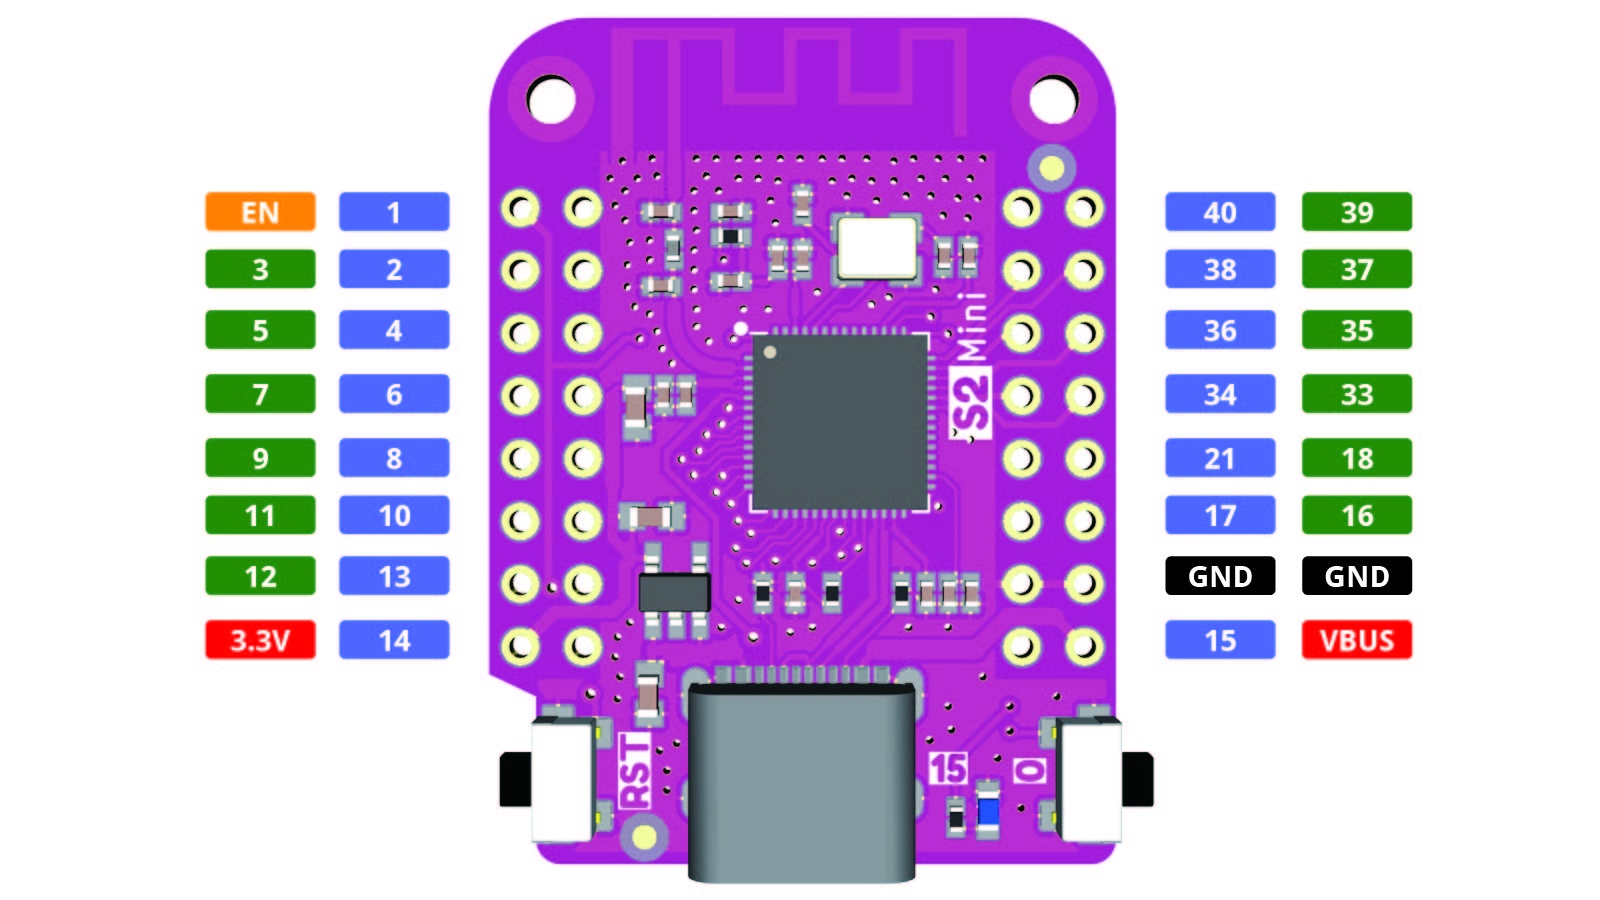 EN 1 40 39
3 2 38 37
5 4 36 35
7 6 34 33
9 8 21 18
11 10 17 16
12 13 GND GND
3.3V 14 15 VBUS
S2 Mini
RST
15
0